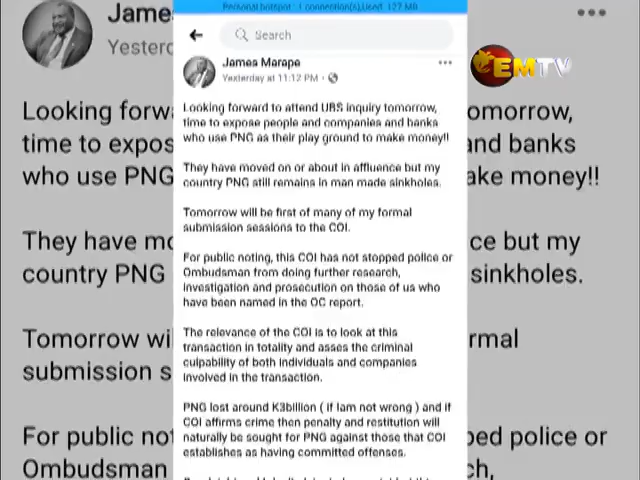 Personal hotspot: 1 connection(s), Used: 127 MB
Search
EMTV
James Marape
Yesterday at 11:12 PM
Looking forward to attend UBS inquiry tomorrow,
time to expose people and companies and banks
who use PNG as their play ground to make money!!
They have moved on or about in affluence but my
country PNG still remains in man made sinkholes.
Tomorrow will be first of many of my formal
submission sessions to the COI.
For public noting, this COI has not stopped police or
Ombudsman from doing further research,
investigation and prosecution on those of us who
have been named in the OC report.
The relevance of the COI is to look at this
transaction in totality and asses the criminal
culpability of both individuals and companies
involved in the transaction.
PNG lost around K3billion ( if Iam not wrong ) and if
COI affirms crime then penalty and restitution will
naturally be sought for PNG against those that COI
establishes as having committed offenses.